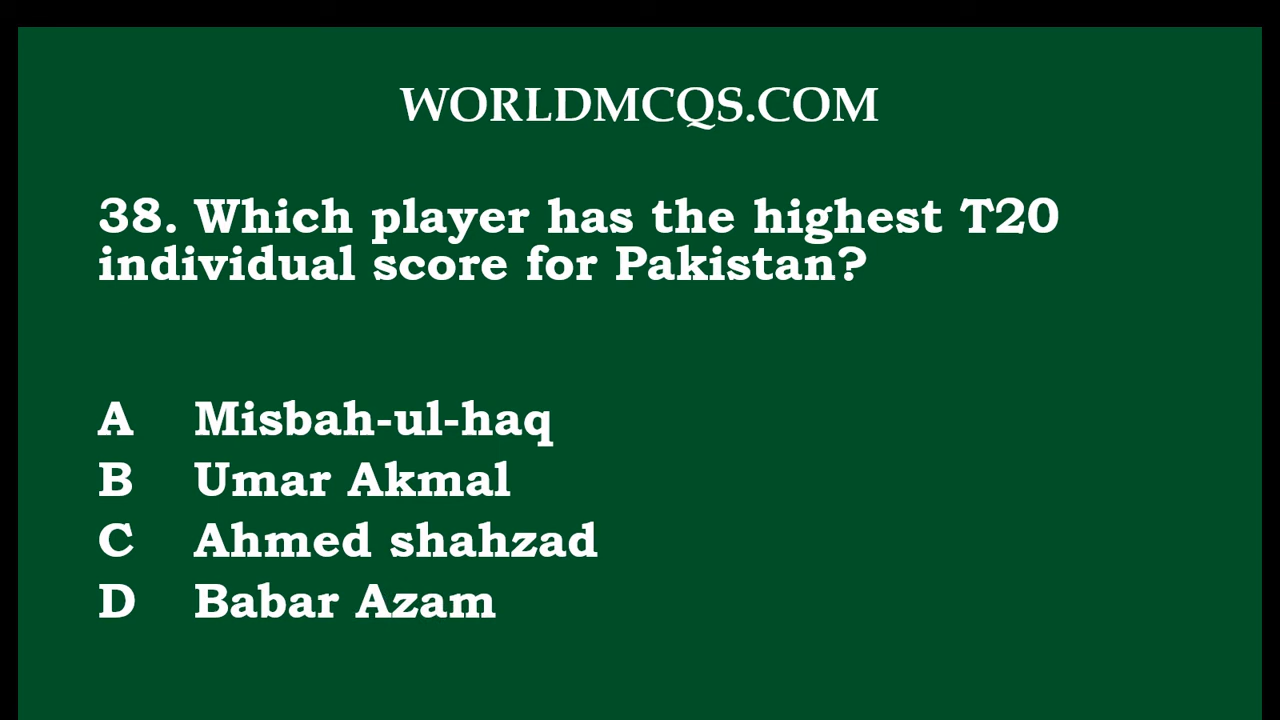 WORLDMCQS.COM
38. Which player has the highest T20
individual score for Pakistan?
A Misbah-ul-haq
B Umar Akmal
C Ahmed shahzad
D Babar Azam